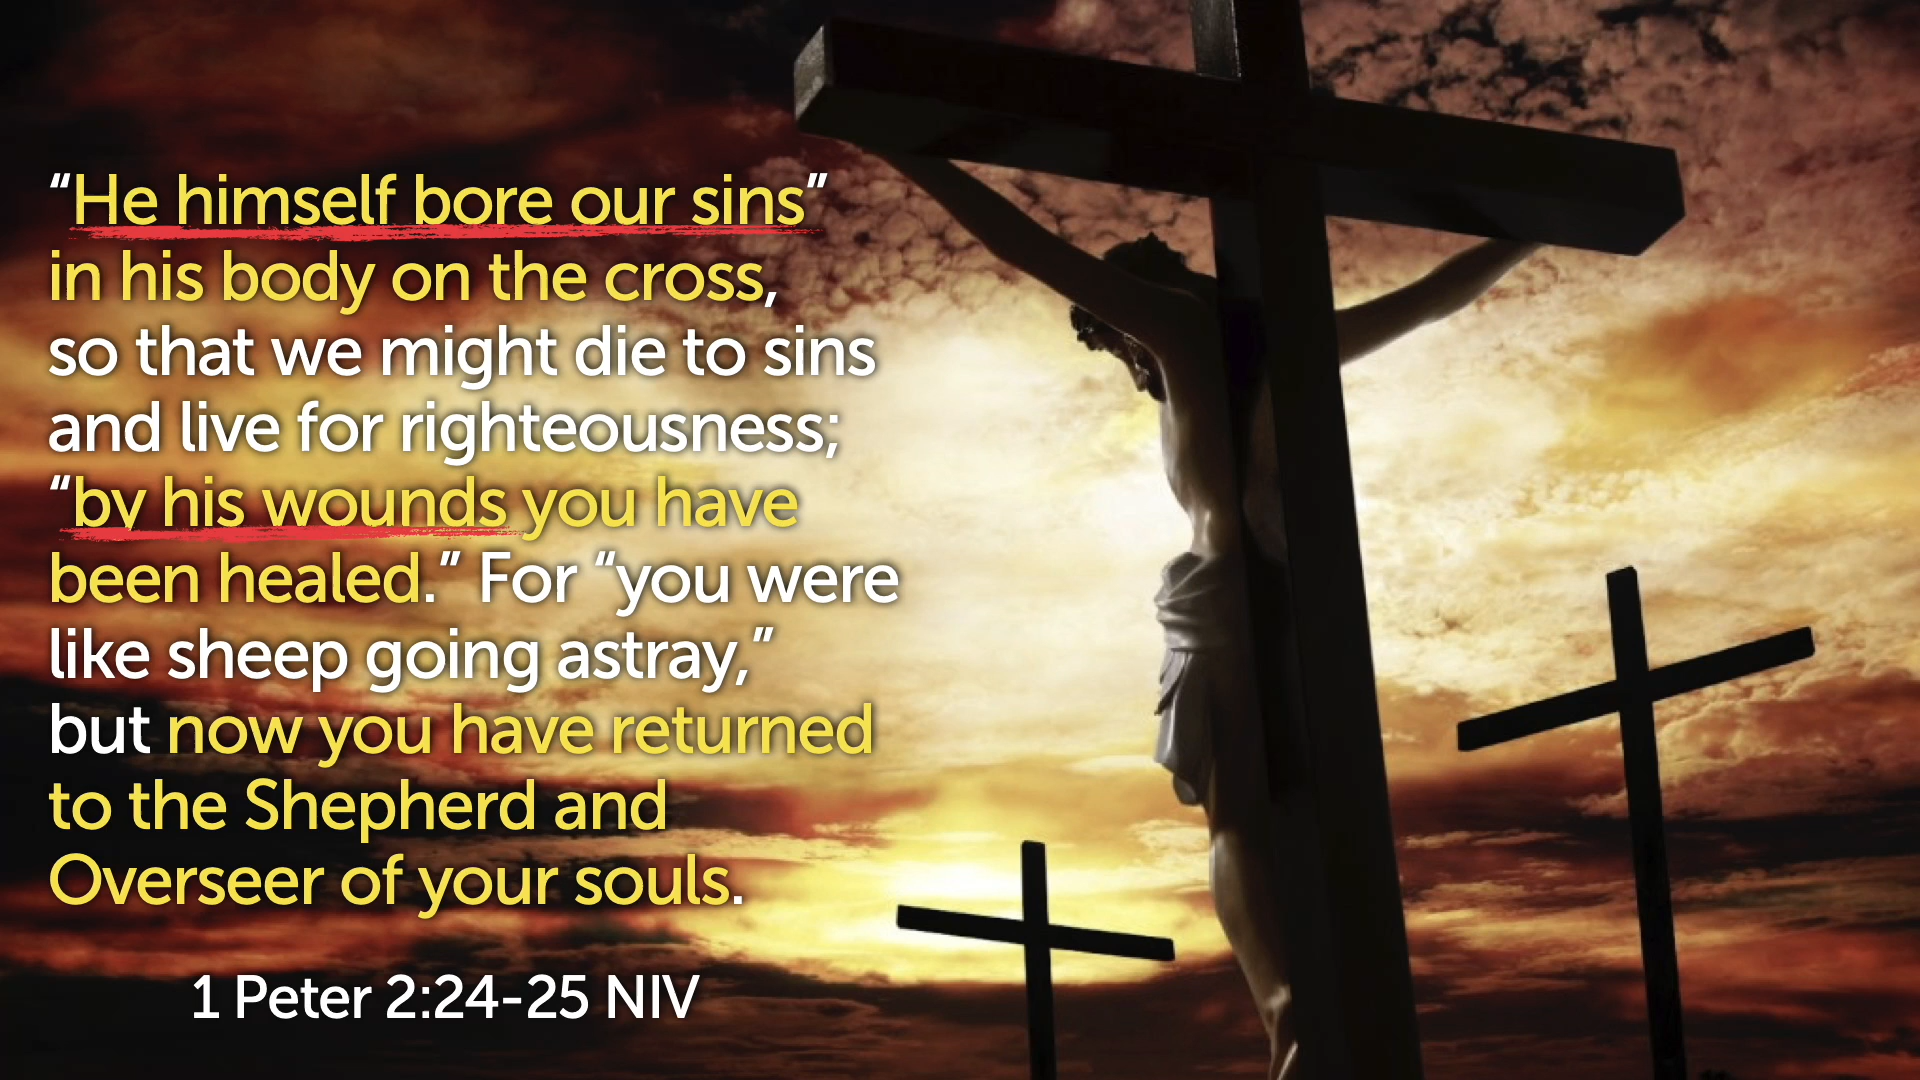 “He himself bore our sins”
in his body on the cross,
so that we might die to sins
and live for righteousness;
“by his wounds you have
been healed.” For “you were
like sheep going astray,”
but now you have returned
to the Shepherd and
Overseer of your souls.
1 Peter 2:24-25 NIV